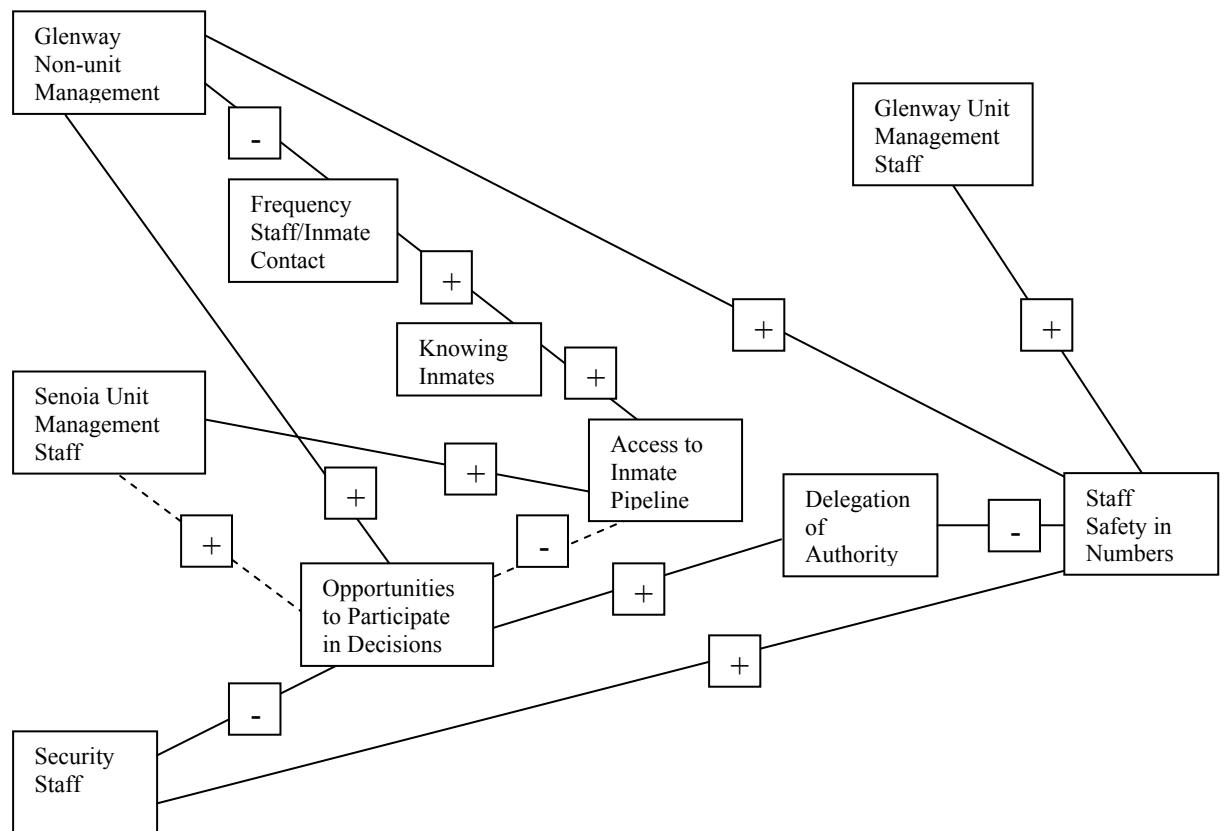 Glenway
Non-unit
Management
Glenway Unit
Management
Staff
-
Frequency
Staff/Inmate
Contact
+
+
+
Knowing
Inmates
+
Senoia Unit
Management
Staff
Access to
Inmate
Pipeline
+
+
Delegation
of
Authority
Staff
Safety in
Numbers
+
-
-
Opportunities
to Participate
in Decisions
+
+
-
Security
Staff